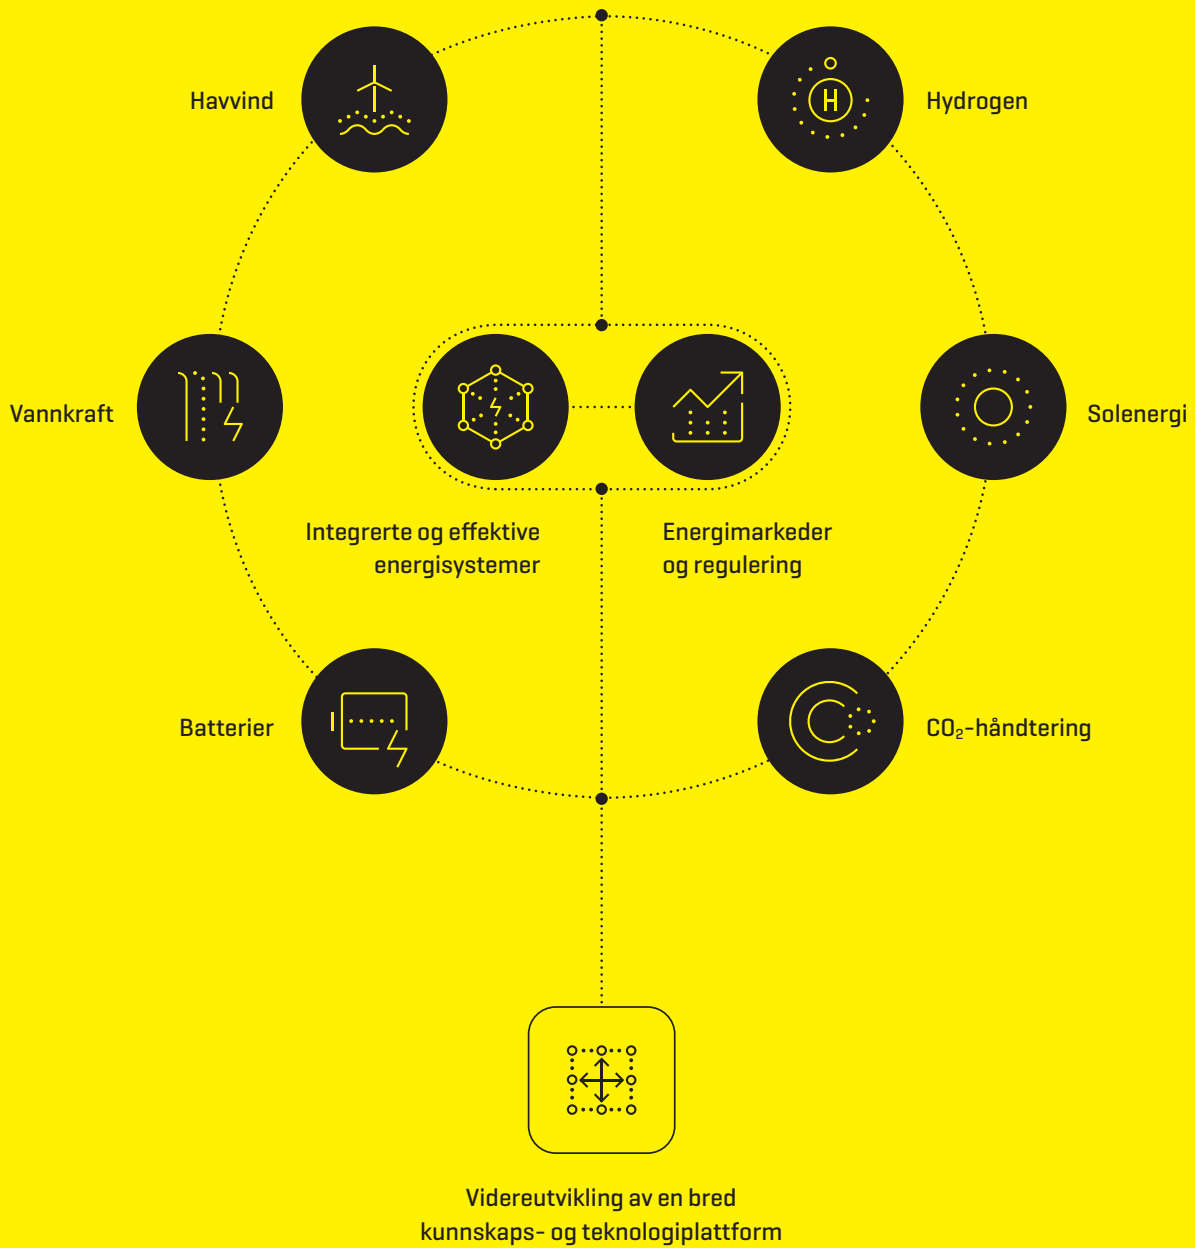 Havvind
Hydrogen
H
Vannkraft
Solenergi
Integrerte og effektive
energisystemer
Energimarkeder
og regulering
Batterier
CO₂-håndtering
Videreutvikling av en bred
kunnskaps- og teknologiplattform